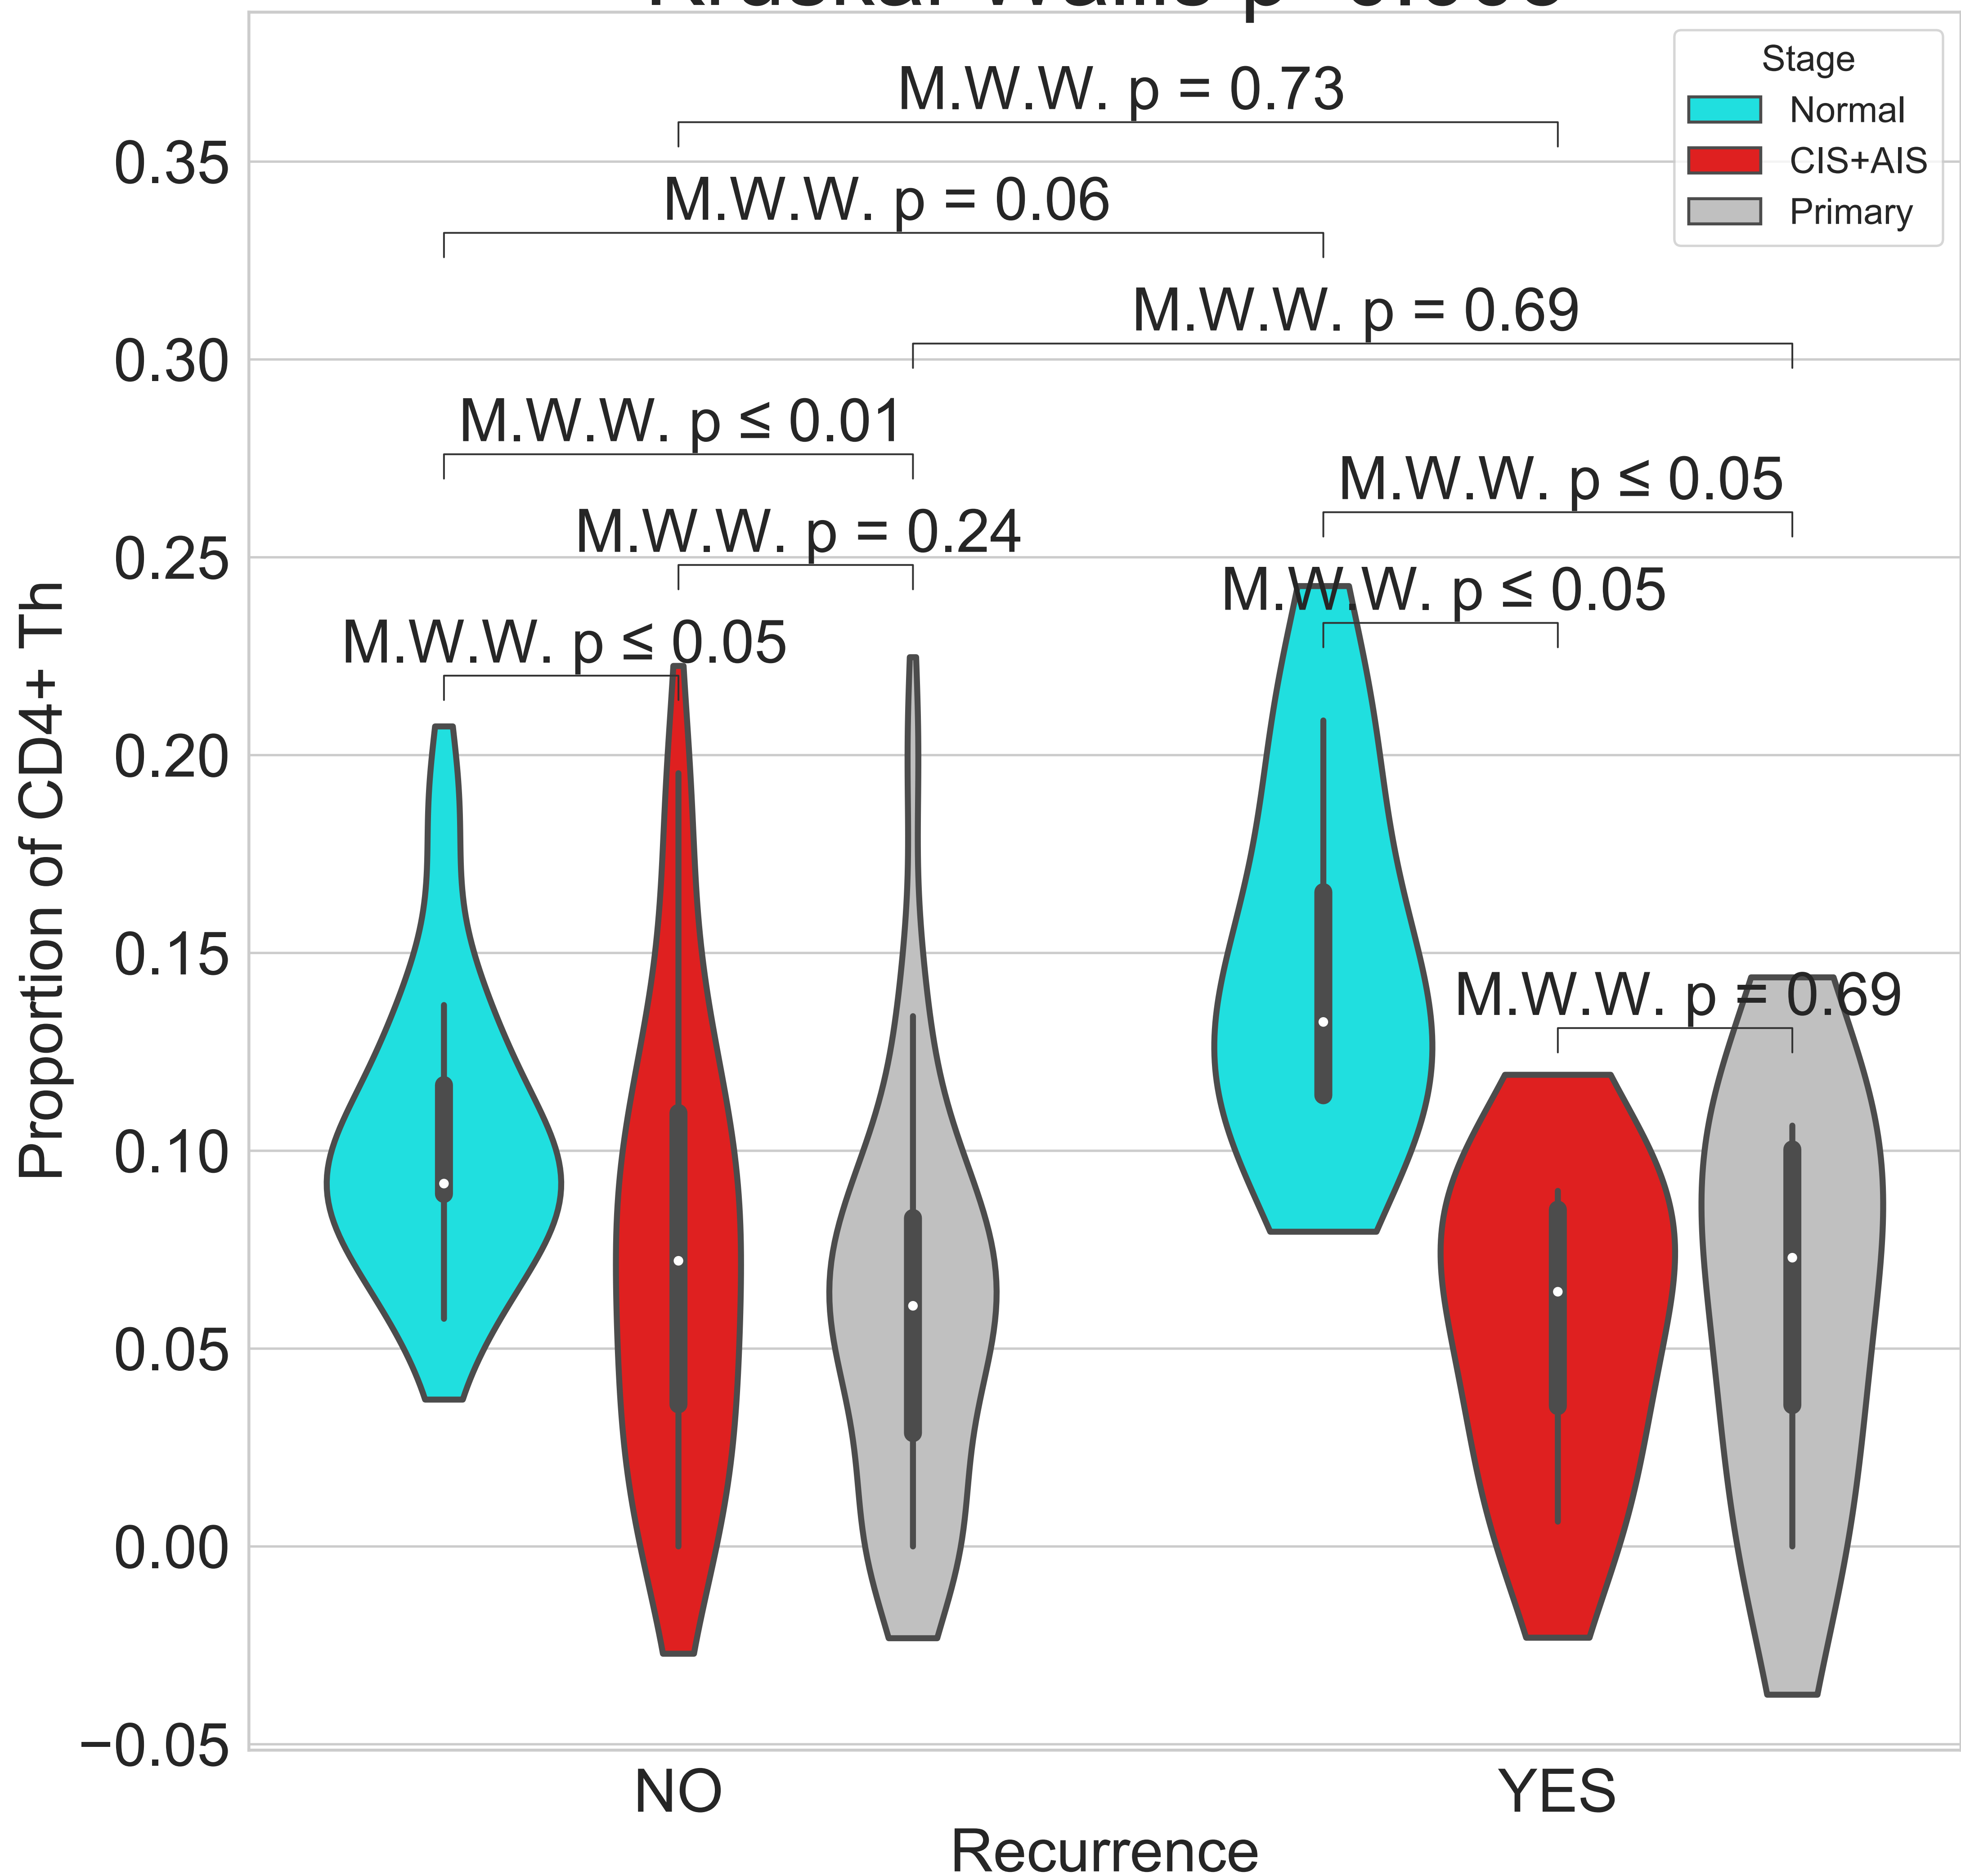 Stage
Normal
CIS+AIS
Primary
M.W.W. p = 0.73
M.W.W. p = 0.06
M.W.W. p = 0.69
M.W.W. p ≤ 0.01
M.W.W. p ≤ 0.05
M.W.W. p = 0.24
M.W.W. p ≤ 0.05
M.W.W. p ≤ 0.05
M.W.W. p = 0.69
Proportion of CD4+ Th
0.35
0.30
0.25
0.20
0.15
0.10
0.05
0.00
−0.05
NO YES
Recurrence